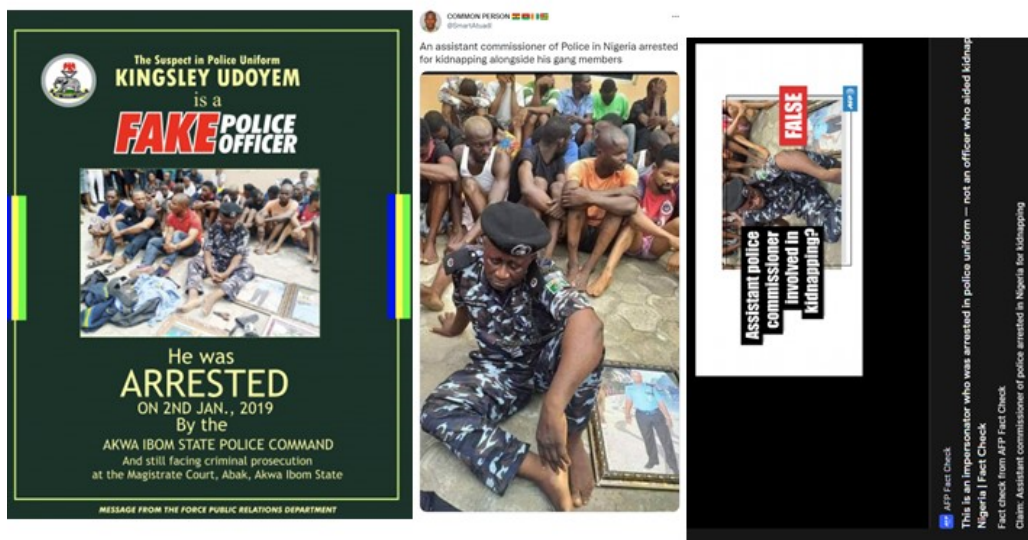 The Suspect in Police Uniform
KINGSLEY UDOYEM
is a
FAKE POLICE OFFICER
He was
ARRESTED
ON 2ND JAN., 2019
By the
AKWA IBOM STATE POLICE COMMAND
And still facing criminal prosecution
at the Magistrate Court, Abak, Akwa Ibom State
MESSAGE FROM THE FORCE PUBLIC RELATIONS DEPARTMENT
COMMON PERSON
@SmartAtuadi
An assistant commissioner of Police in Nigeria arrested
for kidnapping alongside his gang members
AFP
FALSE
Assistant police
commissioner
involved in
kidnapping?
AFP Fact Check
This is an impersonator who was arrested in police uniform — not an officer who aided kidnap
Nigeria | Fact Check
Fact check from AFP Fact Check
Claim: Assistant commissioner of police arrested in Nigeria for kidnapping